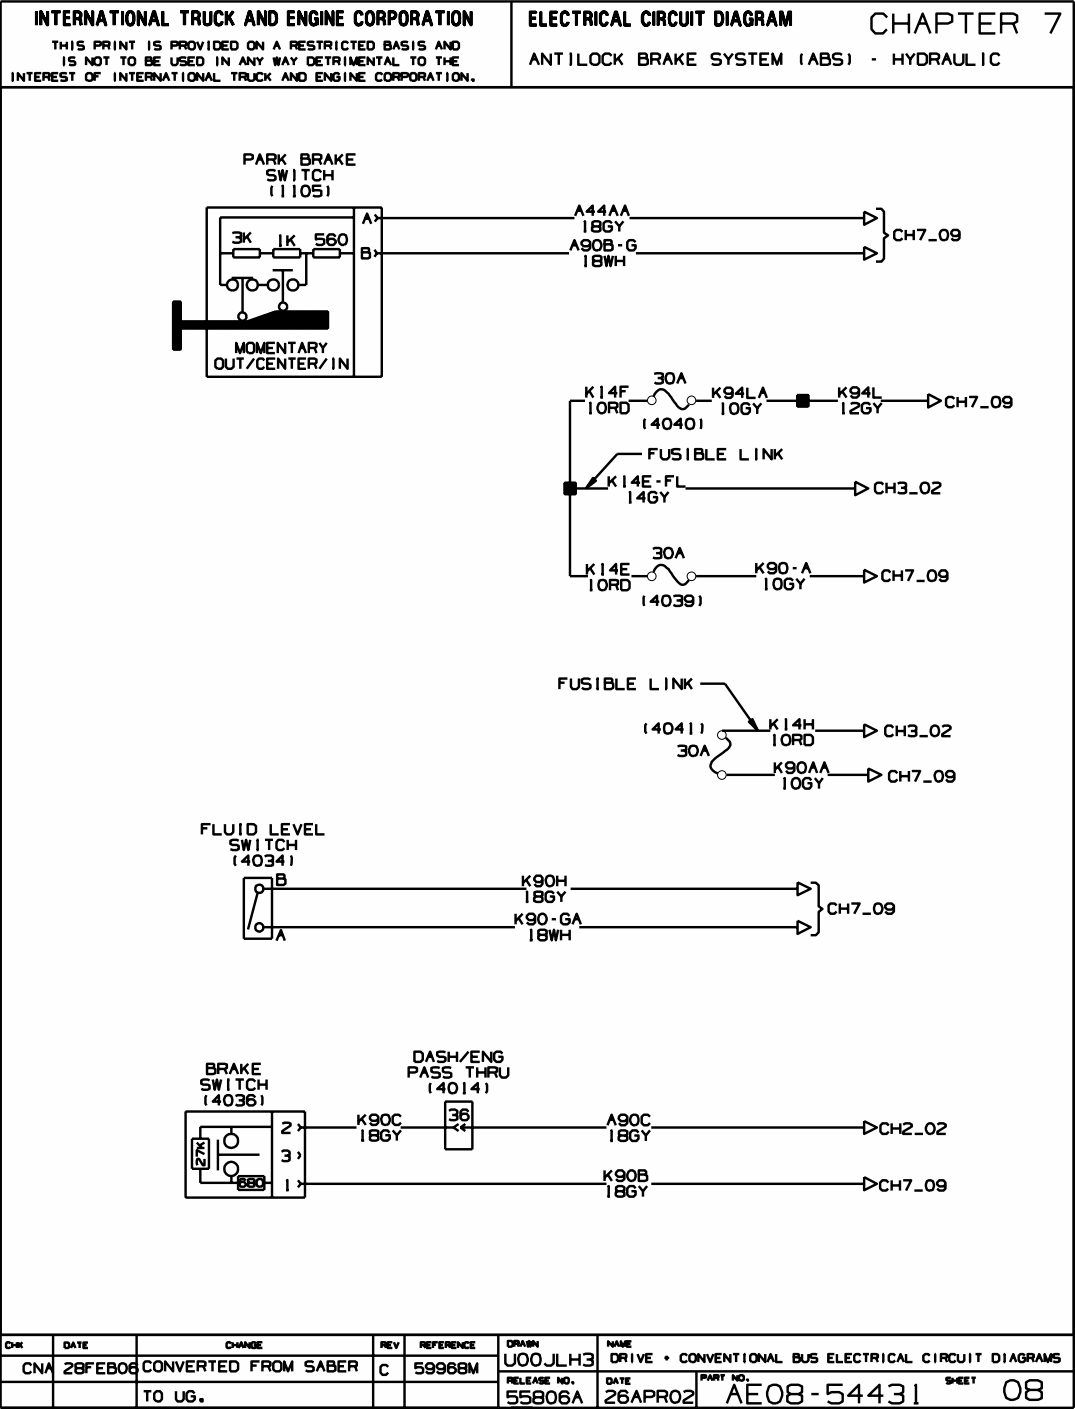 INTERNATIONAL TRUCK AND ENGINE CORPORATION
THIS PRINT IS PROVIDED ON A RESTRICTED BASIS AND
IS NOT TO BE USED IN ANY WAY DETRIMENTAL TO THE
INTEREST OF INTERNATIONAL TRUCK AND ENGINE CORPORATION.
ELECTRICAL CIRCUIT DIAGRAM
CHAPTER 7
ANTILOCK BRAKE SYSTEM (ABS) - HYDRAULIC
PARK BRAKE
SWITCH
(1105)
A
3K
1K
560
B
MOMENTARY
OUT/CENTER/IN
A44AA
18GY
A90B-G
18WH
CH7_09
K14F
10RD
30A
(4040)
K94LA
10GY
K94L
12GY
CH7_09
FUSIBLE LINK
K14E-FL
14GY
CH3_02
K14E
10RD
30A
(4039)
K90-A
10GY
CH7_09
FUSIBLE LINK
(4041)
30A
K14H
10RD
CH3_02
K90AA
10GY
CH7_09
FLUID LEVEL
SWITCH
(4034)
B
A
K90H
18GY
K90-GA
18WH
CH7_09
BRAKE
SWITCH
(4036)
27K
680
2
3
1
K90C
18GY
DASH/ENG
PASS THRU
(4014)
36
A90C
18GY
CH2_02
K90B
18GY
CH7_09
CHK DATE CHANGE REV REFERENCE
CNA 28FEB06 CONVERTED FROM SABER C 59968M
TO UG.
DRAWN
U00JLH3
NAME
DRIVE • CONVENTIONAL BUS ELECTRICAL CIRCUIT DIAGRAMS
RELEASE NO.
55806A
DATE
26APR02
PART NO.
AE08-54431
SHEET
08